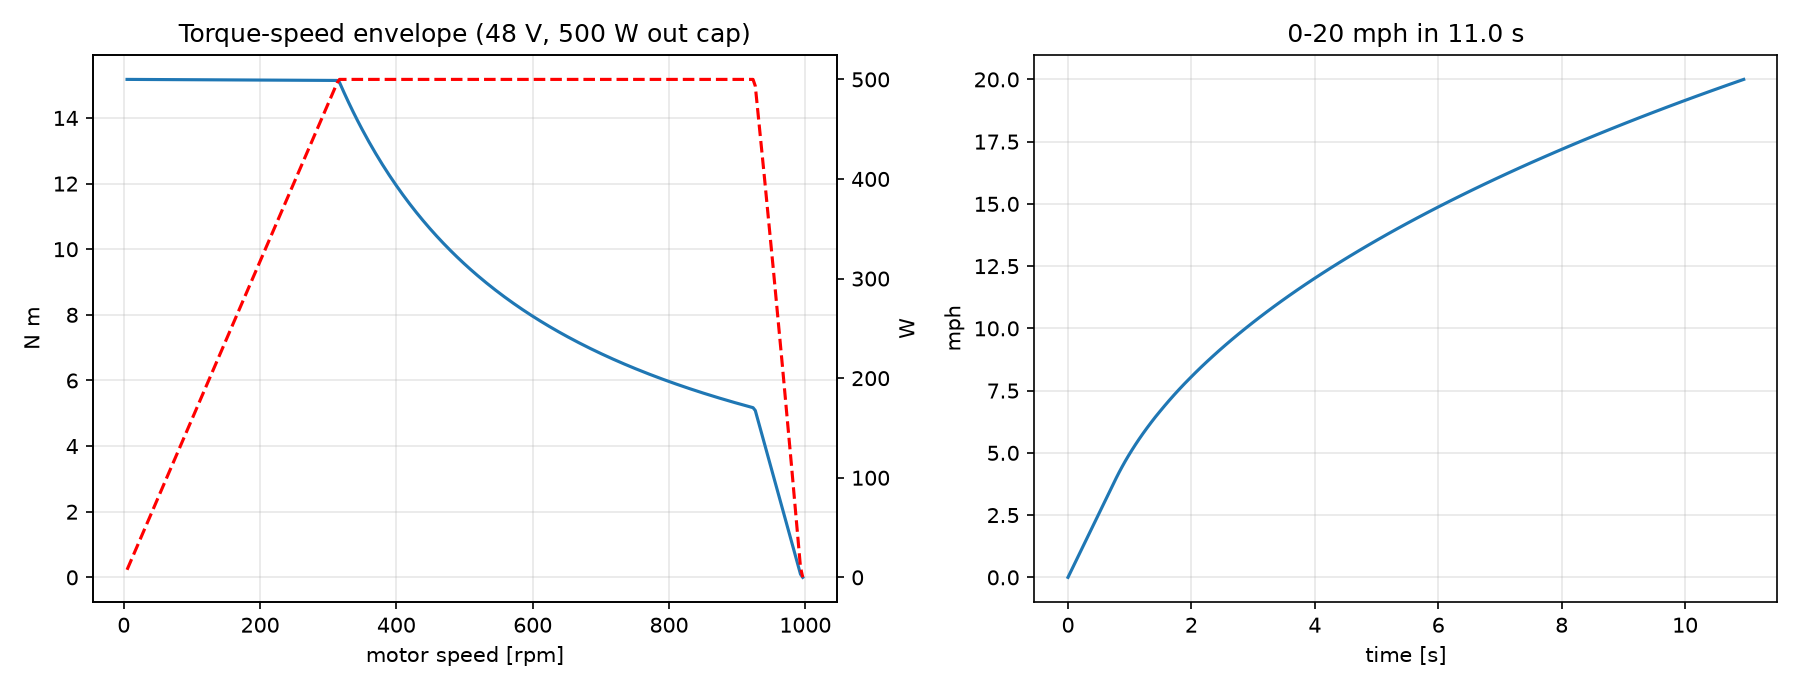 Torque-speed envelope (48 V, 500 W out cap)
14
12
10
8
6
4
2
0
N m
500
400
300
200
100
0
W
0 200 400 600 800 1000
motor speed [rpm]
0-20 mph in 11.0 s
20.0
17.5
15.0
12.5
10.0
7.5
5.0
2.5
0.0
mph
0 2 4 6 8 10
time [s]